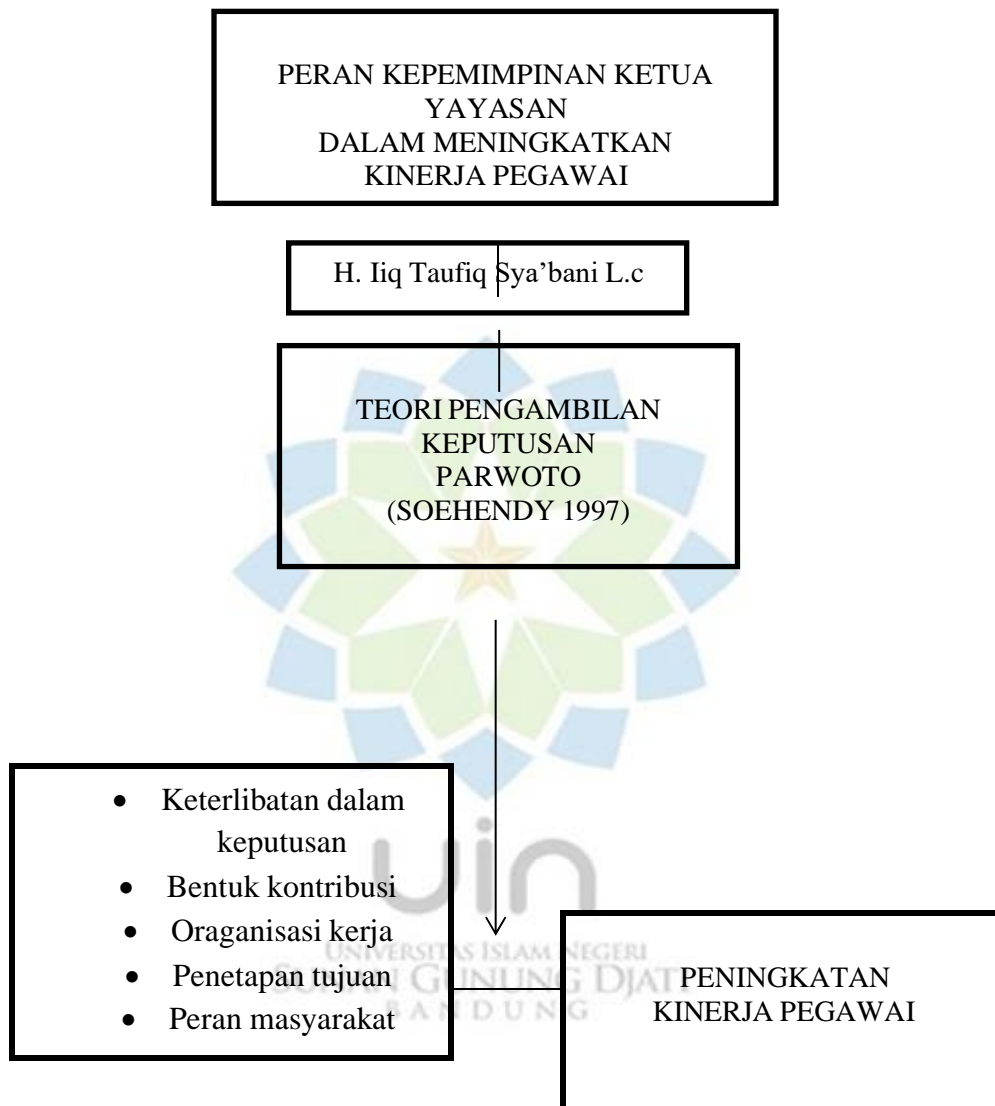 PERAN KEPEMIMPINAN KETUA
YAYASAN
DALAM MENINGKATKAN
KINERJA PEGAWAI
H. Iiq Taufiq Sya’bani L.c
TEORI PENGAMBILAN
KEPUTUSAN
PARWOTO
(SOEHENDY 1997)
• Keterlibatan dalam
keputusan
• Bentuk kontribusi
• Oraganisasi kerja
• Penetapan tujuan
• Peran masyarakat
uin
UNIVERSITAS ISLAM NEGERI
SUNAN GUNUNG DJATI
BANDUNG
PENINGKATAN
KINERJA PEGAWAI